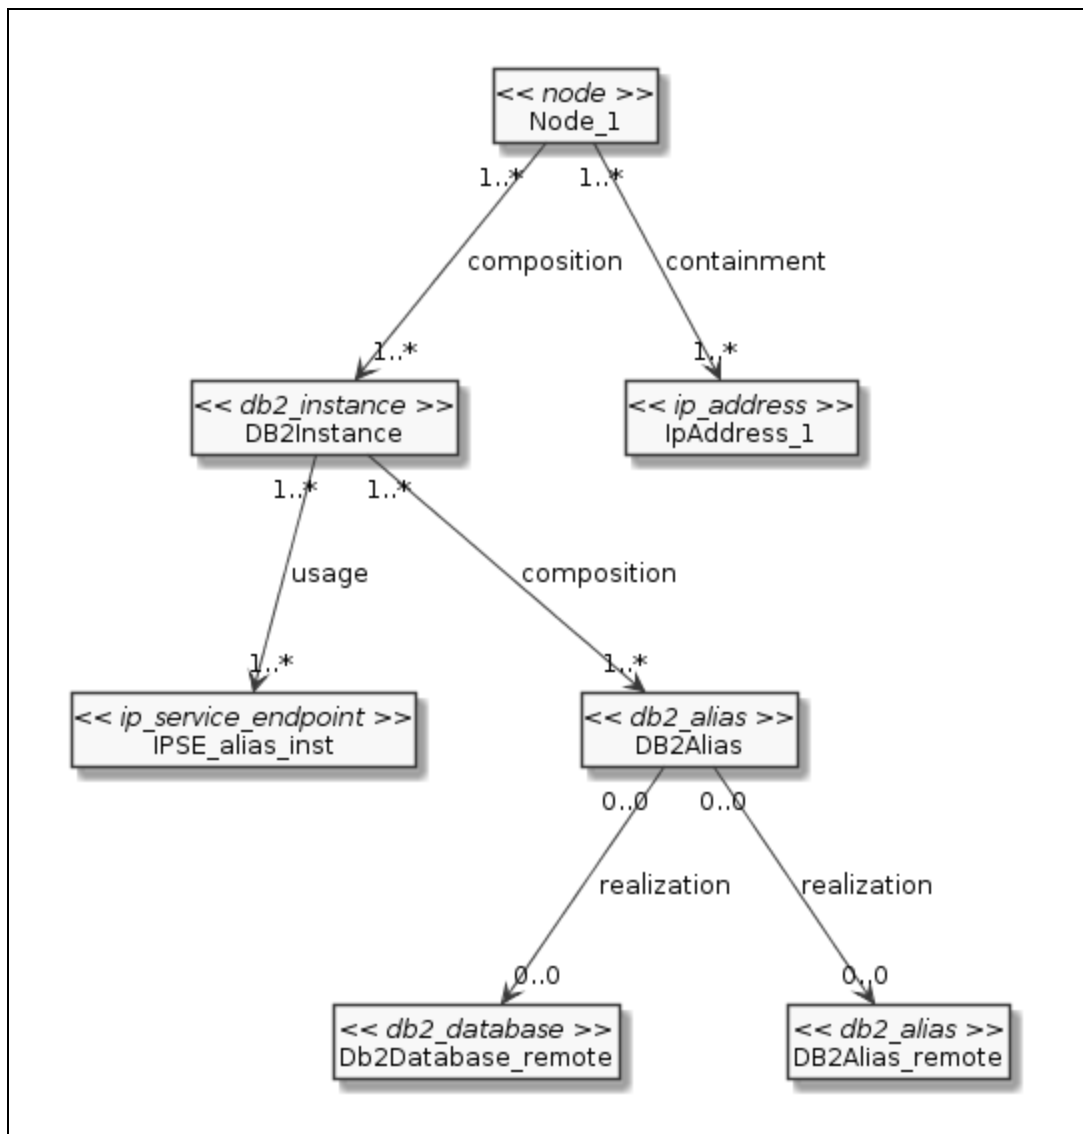 << node >>
Node_1
1..* 1..*
composition containment
1..* 1..*
<< db2_instance >> << ip_address >>
DB2Instance IpAddress_1
1..* 1..*
usage composition
1..* 1..*
<< ip_service_endpoint >> << db2_alias >>
IPSE_alias_inst DB2Alias
0..0 0..0
realization realization
0..0 0..0
<< db2_database >> << db2_alias >>
Db2Database_remote DB2Alias_remote